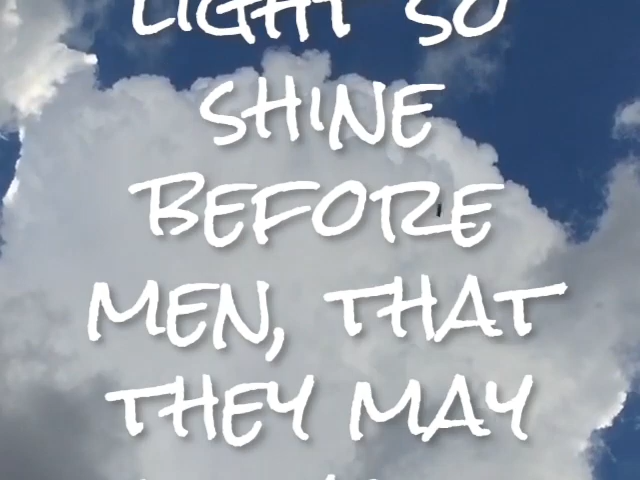 LIGHT SO
SHINE
BEFORE
MEN, THAT
THEY MAY